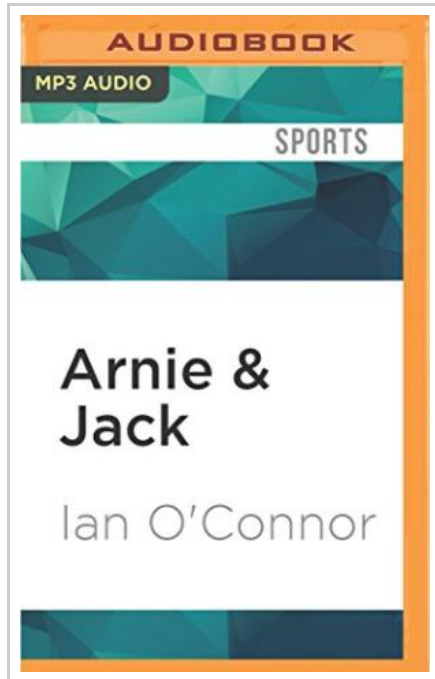 AUDIOBOOK
MP3 AUDIO
SPORTS
Arnie &
Jack
Ian O'Connor